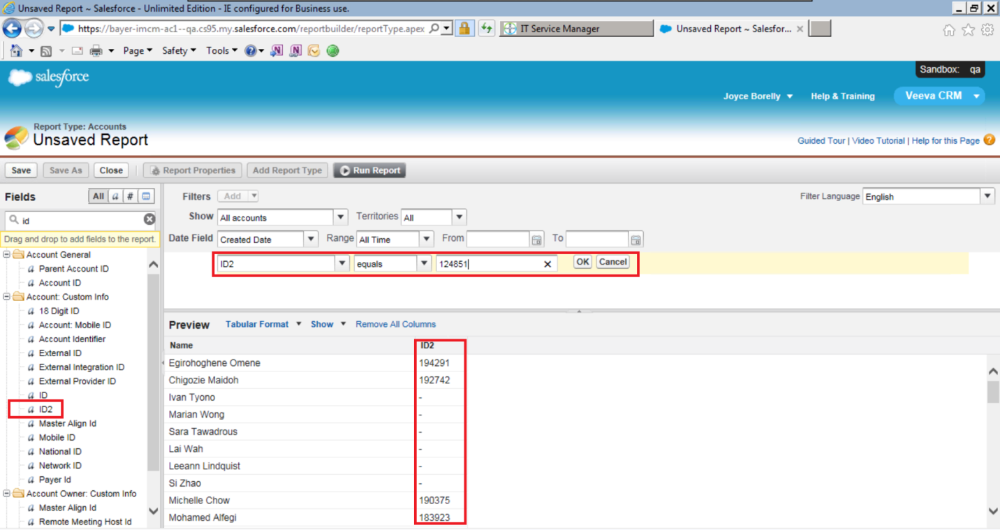 Unsaved Report ~ Salesforce - Unlimited Edition - IE configured for Business use.
https://bayer-imcm-ac1--qa.cs95.my.salesforce.com/reportbuilder/reportType.apex IT Service Manager Unsaved Report ~ Salesfor...
Page Safety Tools
salesforce
Sandbox: qa
Joyce Borelly Help & Training Veeva CRM
Report Type: Accounts
Unsaved Report
Guided Tour | Video Tutorial | Help for this Page
Save Save As Close Report Properties Add Report Type Run Report
Fields All a #
id
Drag and drop to add fields to the report.
Account General
a Parent Account ID
a Account ID
Account: Custom Info
a 18 Digit ID
a Account: Mobile ID
a Account Identifier
a External ID
a External Integration ID
a External Provider ID
a ID
a ID2
a Master Align Id
a Mobile ID
a National ID
a Network ID
a Payer Id
Account Owner: Custom Info
a Master Align Id
a Remote Meeting Host Id
Filters Add
Filter Language English
Show All accounts Territories All
Date Field Created Date Range All Time From To
ID2 equals 124851 OK Cancel
Preview Tabular Format Show Remove All Columns
Name ID2
Egirohoghene Omene 194291
Chigozie Maidoh 192742
Ivan Tyono -
Marian Wong -
Sara Tawadrous -
Lai Wah -
Leeann Lindquist -
Si Zhao -
Michelle Chow 190375
Mohamed Alfegi 183923